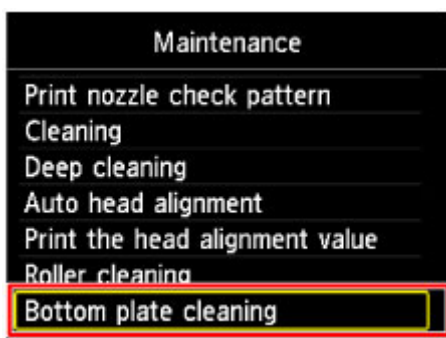 Maintenance
Print nozzle check pattern
Cleaning
Deep cleaning
Auto head alignment
Print the head alignment value
Roller cleaning
Bottom plate cleaning